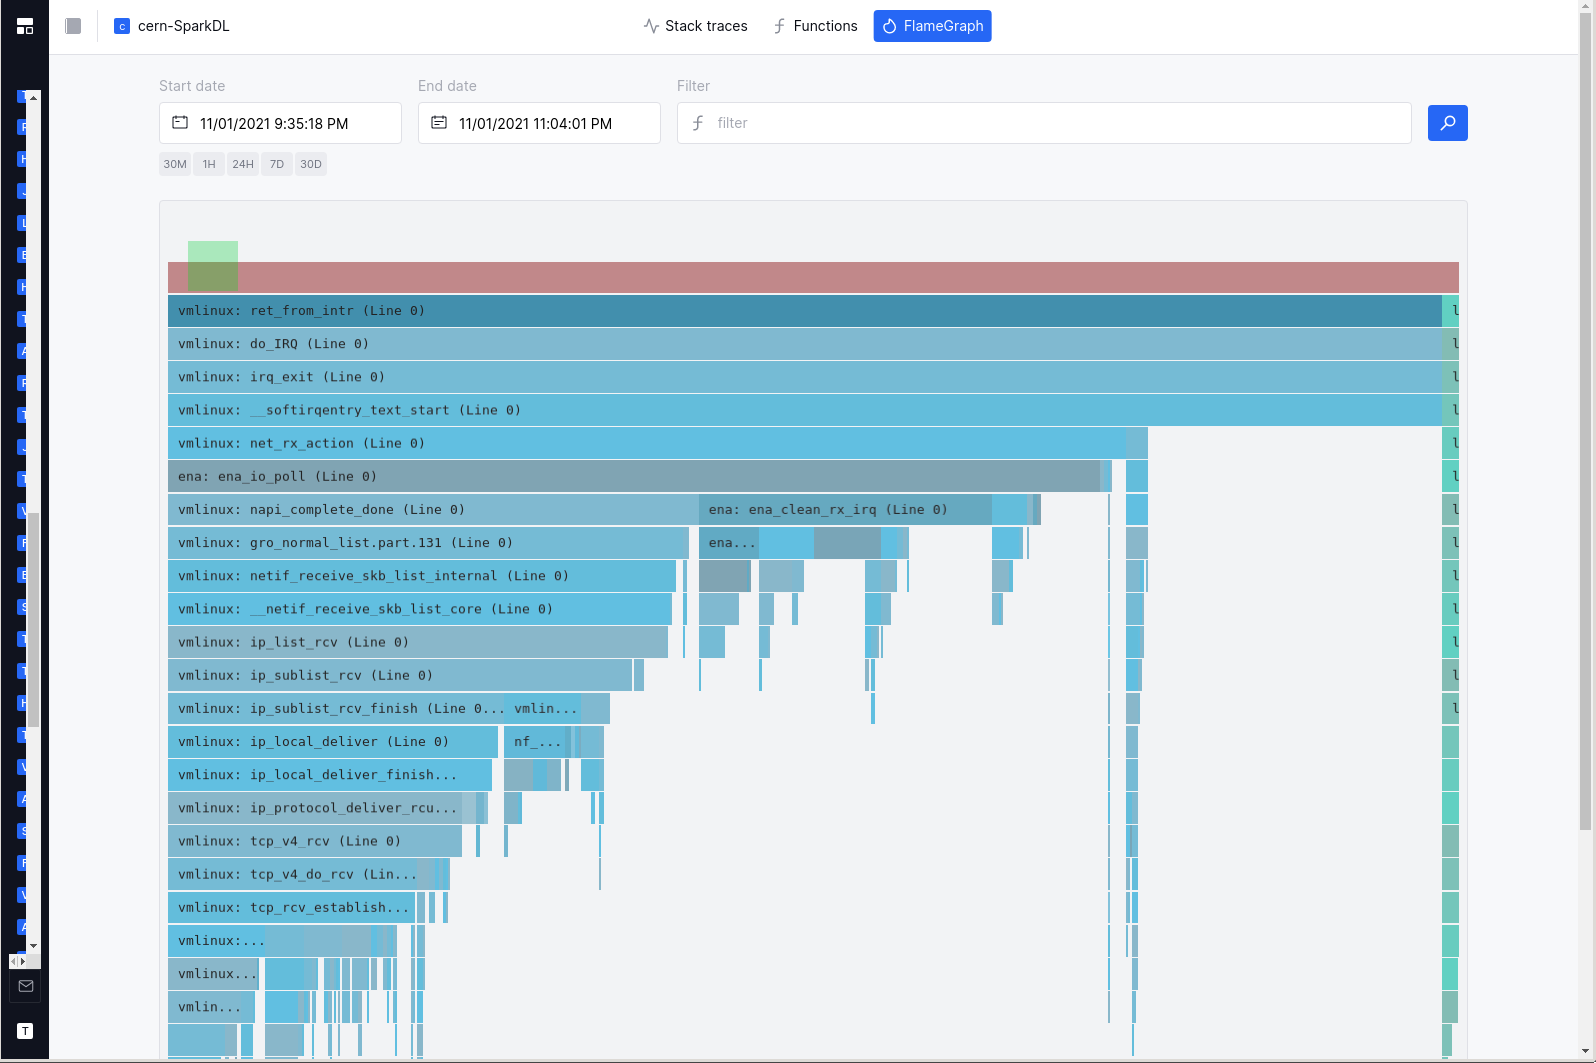 c cern-SparkDL
Stack traces
Functions
FlameGraph
Start date
End date
Filter
11/01/2021 9:35:18 PM
11/01/2021 11:04:01 PM
filter
30M 1H 24H 7D 30D
vmlinux: ret_from_intr (Line 0) l
vmlinux: do_IRQ (Line 0) l
vmlinux: irq_exit (Line 0) l
vmlinux: __softirqentry_text_start (Line 0) l
vmlinux: net_rx_action (Line 0) l
ena: ena_io_poll (Line 0) l
vmlinux: napi_complete_done (Line 0) ena: ena_clean_rx_irq (Line 0) l
vmlinux: gro_normal_list.part.131 (Line 0) ena... l
vmlinux: netif_receive_skb_list_internal (Line 0) l
vmlinux: __netif_receive_skb_list_core (Line 0) l
vmlinux: ip_list_rcv (Line 0) l
vmlinux: ip_sublist_rcv (Line 0) l
vmlinux: ip_sublist_rcv_finish (Line 0... vmlin... l
vmlinux: ip_local_deliver (Line 0) nf_...
vmlinux: ip_local_deliver_finish...
vmlinux: ip_protocol_deliver_rcu...
vmlinux: tcp_v4_rcv (Line 0)
vmlinux: tcp_v4_do_rcv (Lin...
vmlinux: tcp_rcv_establish...
vmlinux:...
vmlinux...
vmlin...
T